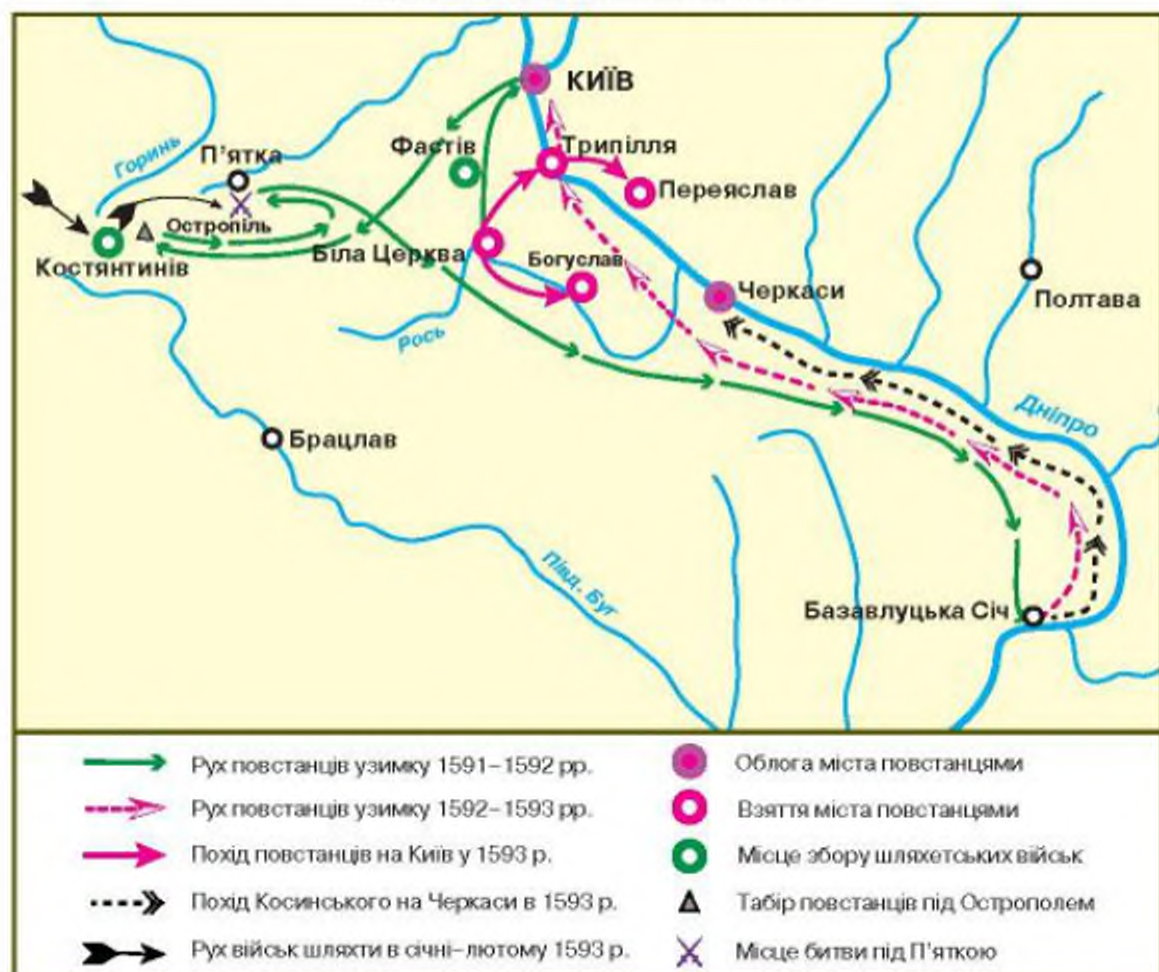 КИЇВ
Фастів
Трипілля
П'ятка
Горинь
Переяслав
Остропіль
Біла Церква
Богуслав
Костянтинів
Черкаси
Полтава
Рось
Дніпро
Брацлав
Півд. Буг
Базавлуцька Січ
Рух повстанців узимку 1591–1592 рр.
Рух повстанців узимку 1592–1593 рр.
Похід повстанців на Київ у 1593 р.
Похід Косинського на Черкаси в 1593 р.
Рух військ шляхти в січні–лютому 1593 р.
Облога міста повстанцями
Взяття міста повстанцями
Місце збору шляхетських військ
Табір повстанців під Острополем
Місце битви під П'яткою